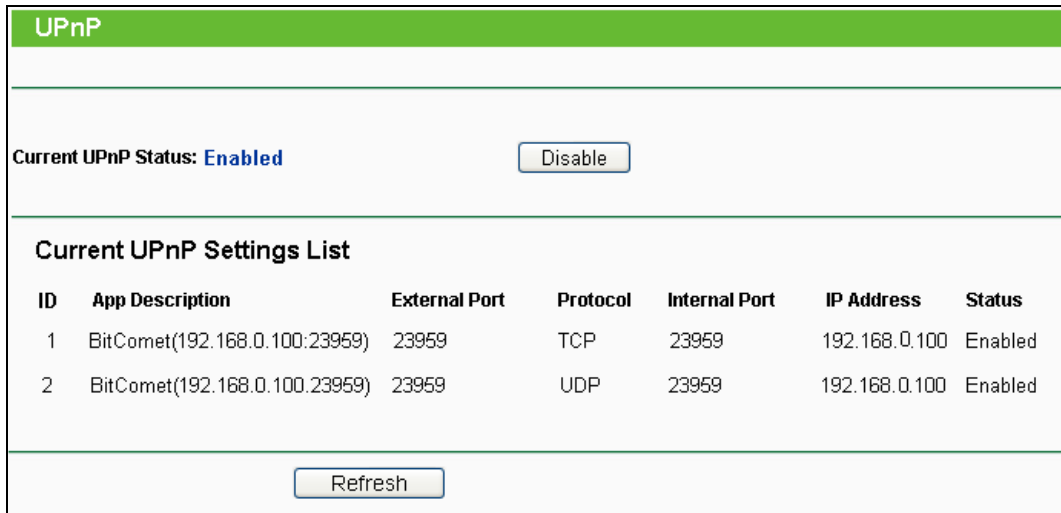 UPnP
Current UPnP Status: Enabled Disable
Current UPnP Settings List
ID App Description External Port Protocol Internal Port IP Address Status
1 BitComet(192.168.0.100:23959) 23959 TCP 23959 192.168.0.100 Enabled
2 BitComet(192.168.0.100.23959) 23959 UDP 23959 192.168.0.100 Enabled
Refresh